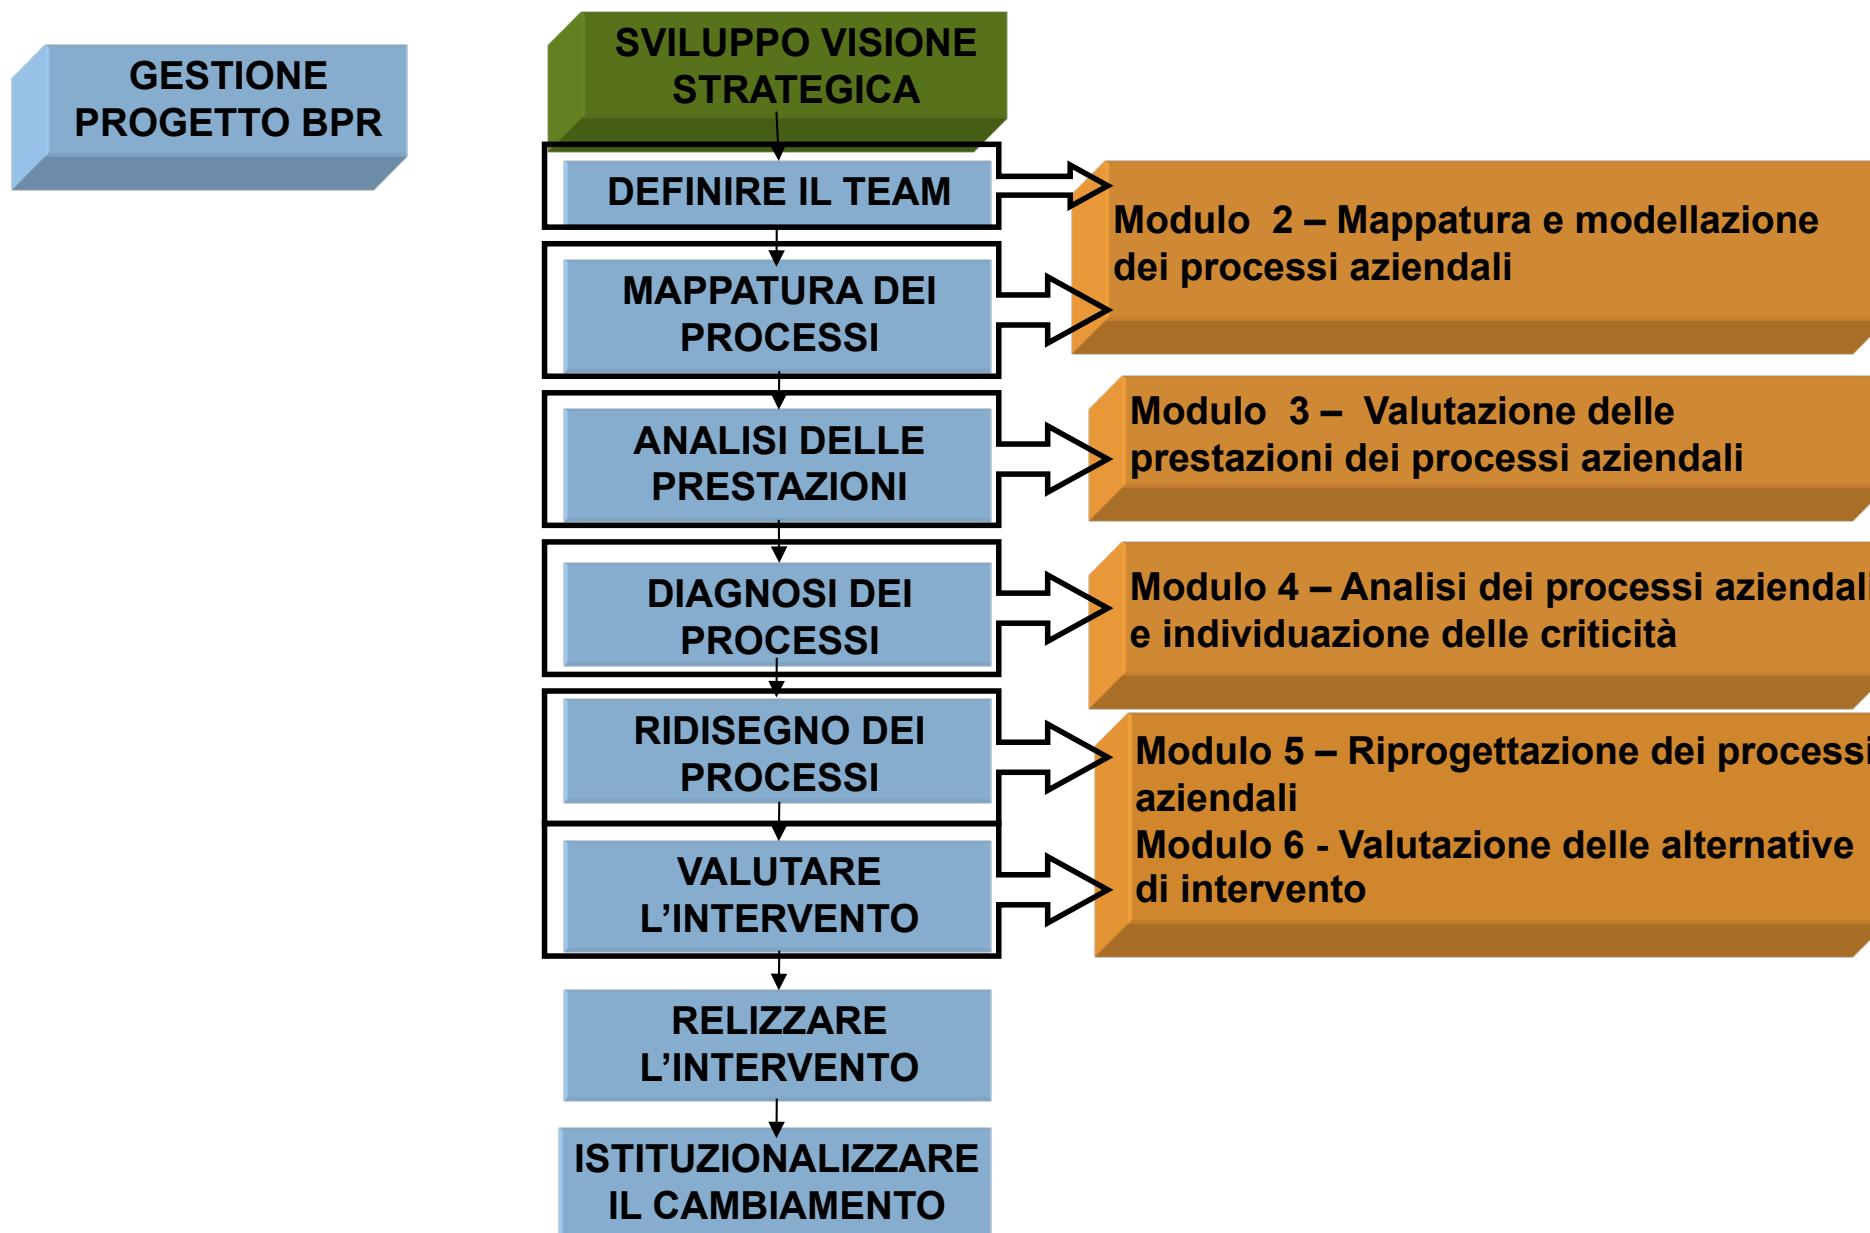 GESTIONE
PROGETTO BPR
SVILUPPO VISIONE
STRATEGICA
DEFINIRE IL TEAM
MAPPATURA DEI
PROCESSI
ANALISI DELLE
PRESTAZIONI
DIAGNOSI DEI
PROCESSI
RIDISEGNO DEI
PROCESSI
VALUTARE
L’INTERVENTO
RELIZZARE
L’INTERVENTO
ISTITUZIONALIZZARE
IL CAMBIAMENTO
Modulo 2 – Mappatura e modellazione
dei processi aziendali
Modulo 3 – Valutazione delle
prestazioni dei processi aziendali
Modulo 4 – Analisi dei processi aziendali
e individuazione delle criticità
Modulo 5 – Riprogettazione dei processi
aziendali
Modulo 6 - Valutazione delle alternative
di intervento